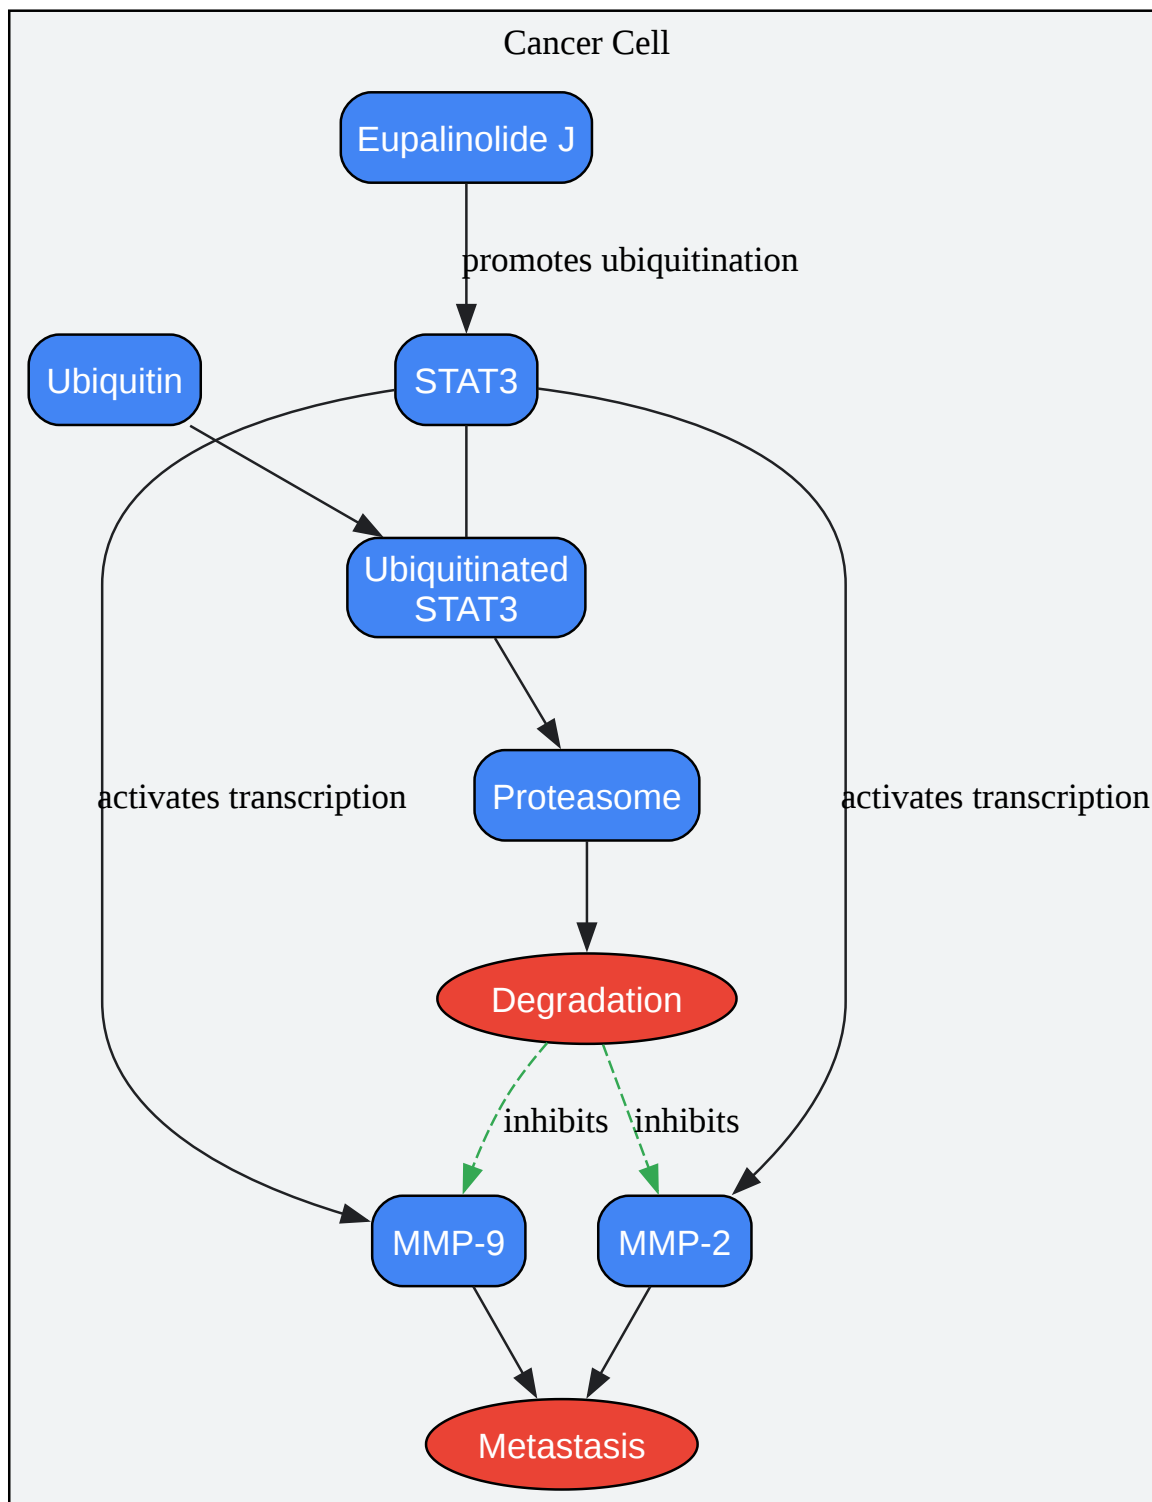 Cancer Cell
Eupalinolide J
promotes ubiquitination
Ubiquitin
STAT3
Ubiquitinated
STAT3
activates transcription
Proteasome
activates transcription
Degradation
inhibits
inhibits
MMP-9
MMP-2
Metastasis